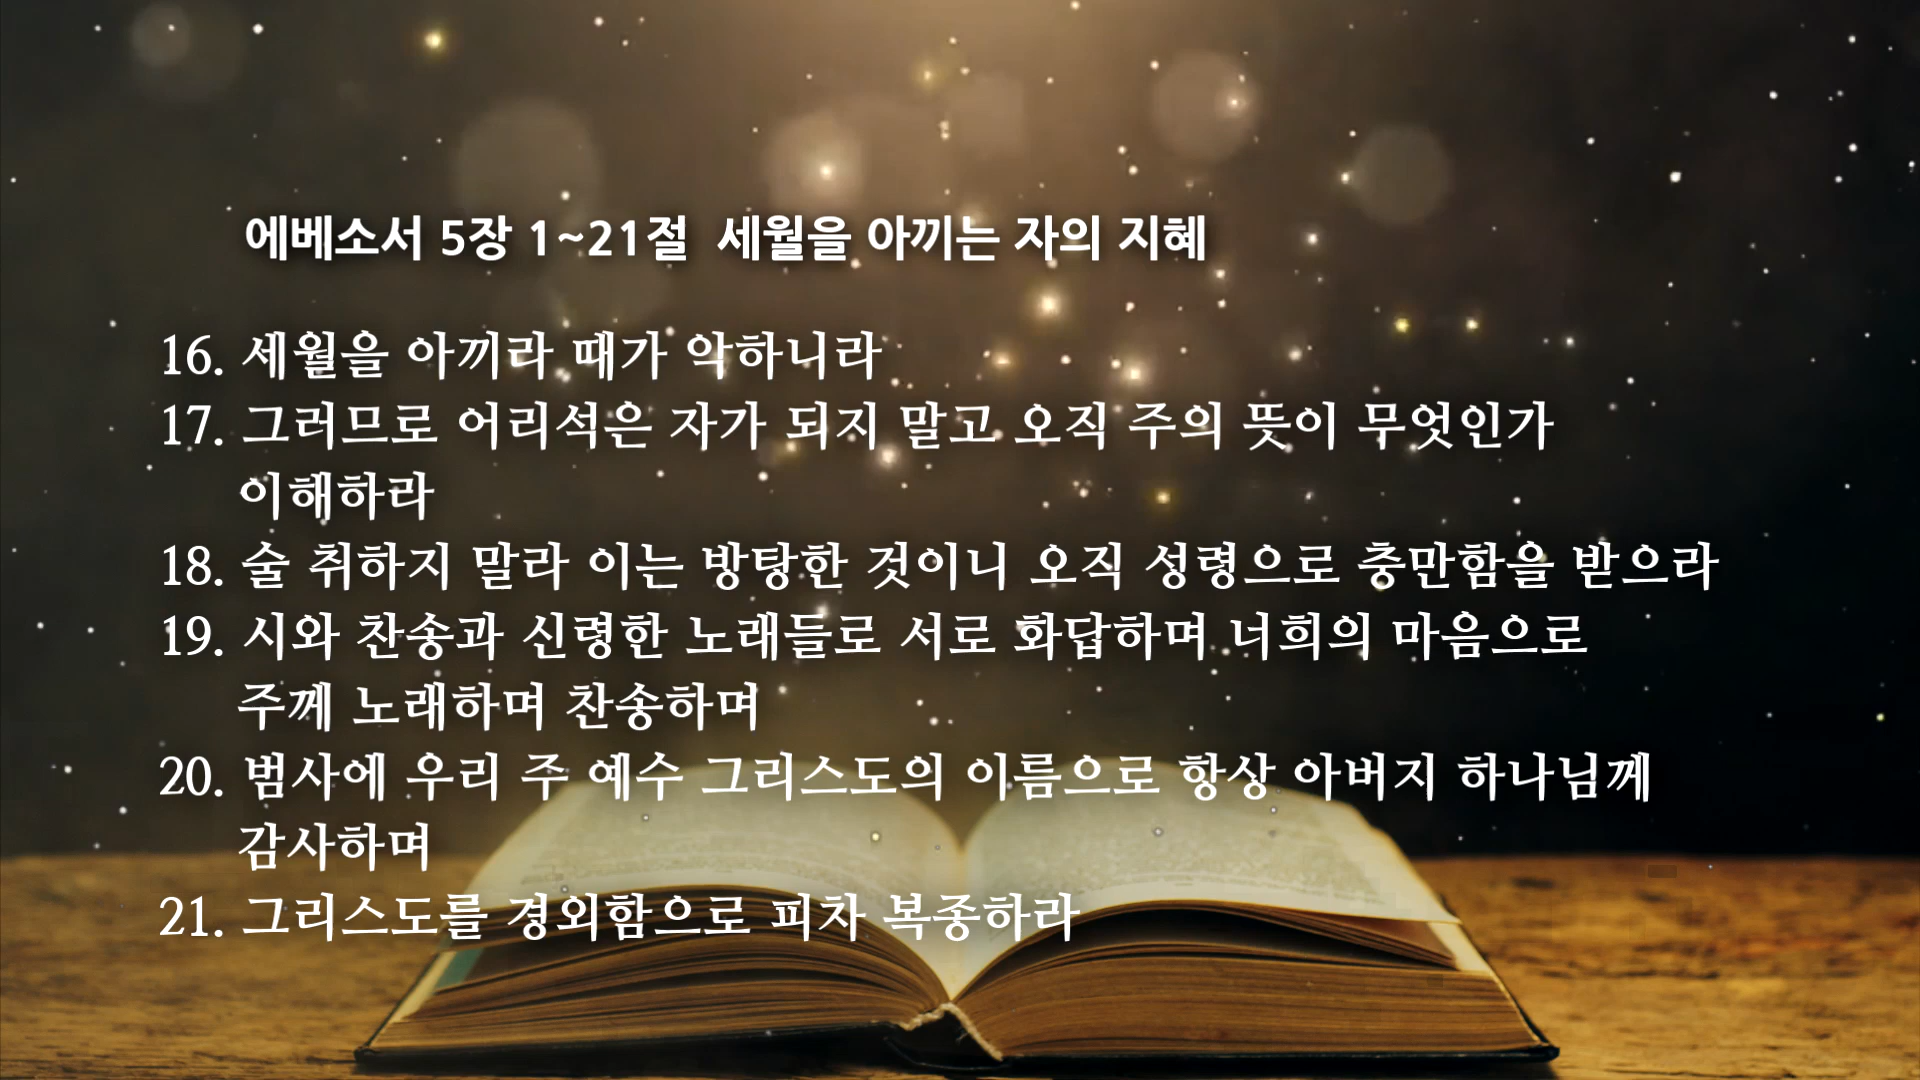 에베소서 5장 1~21절  세월을 아끼는 자의 지혜
16. 세월을 아끼라 때가 악하니라
17. 그러므로 어리석은 자가 되지 말고 오직 주의 뜻이 무엇인가
이해하라
18. 술 취하지 말라 이는 방탕한 것이니 오직 성령으로 충만함을 받으라
19. 시와 찬송과 신령한 노래들로 서로 화답하며 너희의 마음으로
주께 노래하며 찬송하며
20. 범사에 우리 주 예수 그리스도의 이름으로 항상 아버지 하나님께
감사하며
21. 그리스도를 경외함으로 피차 복종하라